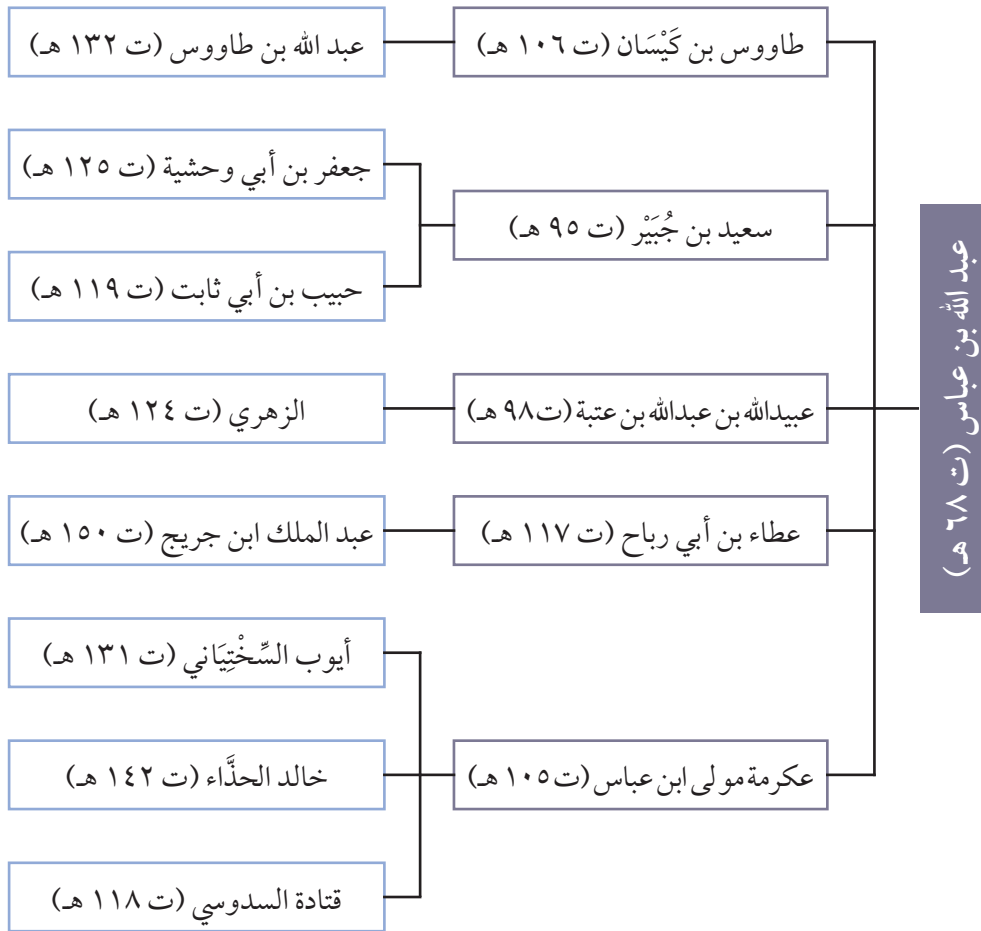 عبد الله بن عباس (ت ٦٨ هـ)
طاووس بن كَيْسَان (ت ١٠٦ هـ)
عبد الله بن طاووس (ت ١٣٢ هـ)
سعيد بن جُبَيْر (ت ٩٥ هـ)
جعفر بن أبي وحشية (ت ١٢٥ هـ)
حبيب بن أبي ثابت (ت ١١٩ هـ)
عبيدالله بن عبدالله بن عتبة (ت٩٨ هـ)
الزهري (ت ١٢٤ هـ)
عطاء بن أبي رباح (ت ١١٧ هـ)
عبد الملك ابن جريج (ت ١٥٠ هـ)
عكرمة مولى ابن عباس (ت ١٠٥ هـ)
أيوب السِّخْتِيَاني (ت ١٣١ هـ)
خالد الحذَّاء (ت ١٤٢ هـ)
قتادة السدوسي (ت ١١٨ هـ)